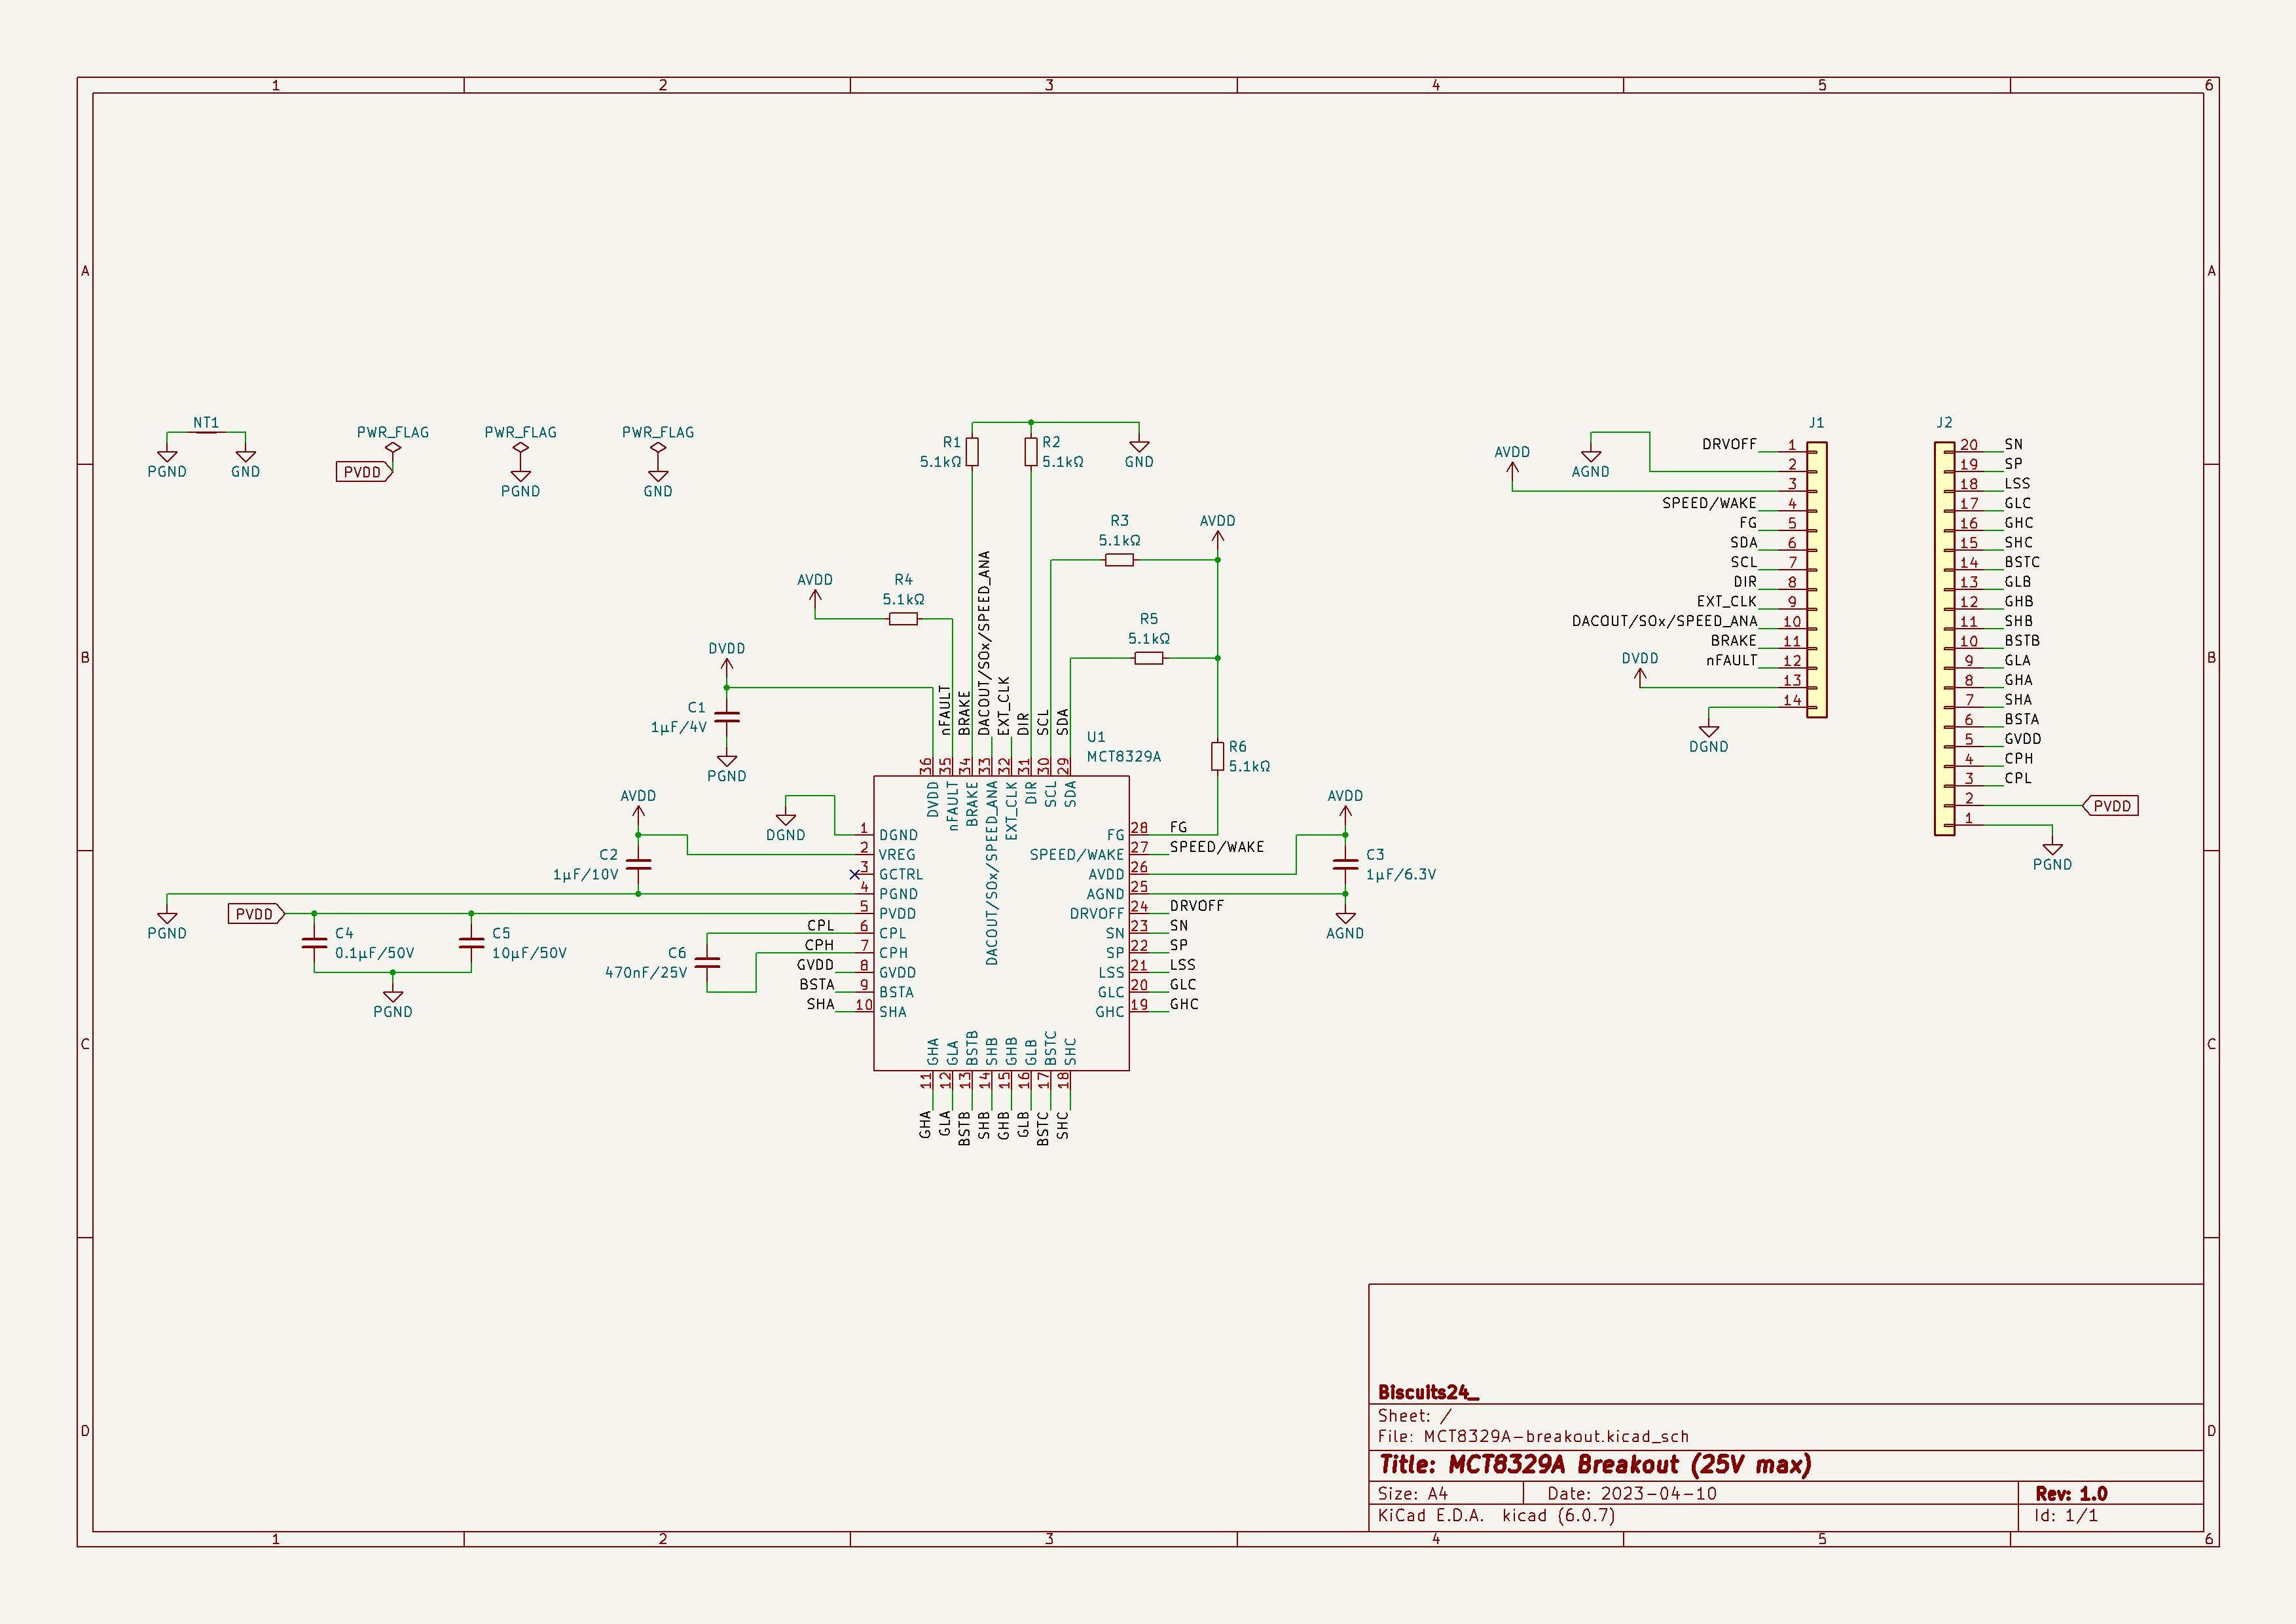 1 2 3 4 5 6
A A
NT1
PGND GND
PWR_FLAG
PVDD
PWR_FLAG
PGND
PWR_FLAG
GND
R1
5.1kΩ
R2
5.1kΩ
GND
R3
5.1kΩ
AVDD
R5
5.1kΩ
R6
5.1kΩ
AVDD
R4
5.1kΩ
B B
DVDD
C1
1µF/4V
PGND
nFAULT
BRAKE
DACOUT/SOx/SPEED_ANA
EXT_CLK
DIR
SCL
SDA
U1
MCT8329A
36 35 34 33 32 31 30 29
DVDD
nFAULT
BRAKE
DACOUT/SOx/SPEED_ANA
EXT_CLK
DIR
SCL
SDA
AVDD
C2
1µF/10V
DGND
PGND
PVDD
C4
0.1µF/50V
C5
10µF/50V
PGND
C6
470nF/25V
1 DGND
2 VREG
3 GCTRL
4 PGND
5 PVDD
CPL 6 CPL
CPH 7 CPH
GVDD 8 GVDD
BSTA 9 BSTA
SHA 10 SHA
FG 28 FG
SPEED/WAKE 27 SPEED/WAKE
AVDD 26
AGND 25
DRVOFF 24 DRVOFF
SN 23 SN
SP 22 SP
LSS 21 LSS
GLC 20 GLC
GHC 19 GHC
AVDD
C3
1µF/6.3V
AGND
GHA
GLA
BSTB
SHB
GHB
GLB
BSTC
SHC
11 12 13 14 15 16 17 18
GHA
GLA
BSTB
SHB
GHB
GLB
BSTC
SHC
J1
AVDD
AGND
DVDD
DGND
DRVOFF 1
2
3
SPEED/WAKE 4
FG 5
SDA 6
SCL 7
DIR 8
EXT_CLK 9
DACOUT/SOx/SPEED_ANA 10
BRAKE 11
nFAULT 12
13
14
J2
20 SN
19 SP
18 LSS
17 GLC
16 GHC
15 SHC
14 BSTC
13 GLB
12 GHB
11 SHB
10 BSTB
9 GLA
8 GHA
7 SHA
6 BSTA
5 GVDD
4 CPH
3 CPL
2 PVDD
1
PGND
C C
D D
Biscuits24_
Sheet: /
File: MCT8329A-breakout.kicad_sch
Title: MCT8329A Breakout (25V max)
Size: A4 Date: 2023-04-10 Rev: 1.0
KiCad E.D.A. kicad (6.0.7) Id: 1/1
1 2 3 4 5 6